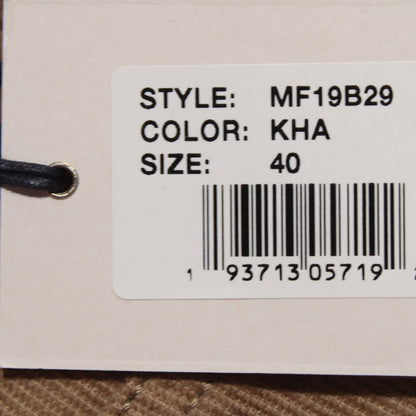 STYLE: MF19B29
COLOR: KHA
SIZE: 40
1 93713 05719